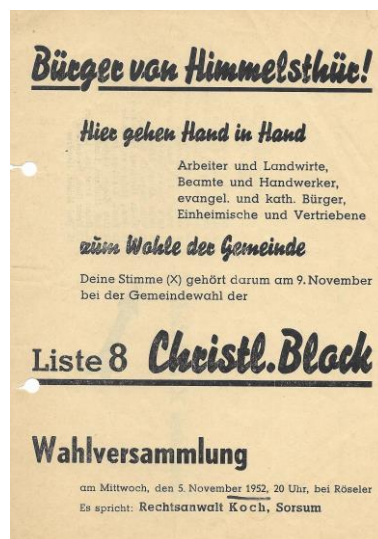 Bürger von Himmelsthür!
Hier gehen Hand in Hand
Arbeiter und Landwirte,
Beamte und Handwerker,
evangel. und kath. Bürger,
Einheimische und Vertriebene
zum Wohle der Gemeinde
Deine Stimme (X) gehört darum am 9. November
bei der Gemeindewahl der
Liste 8 Christl. Block
Wahlversammlung
am Mittwoch, den 5. November 1952, 20 Uhr, bei Röseler
Es spricht: Rechtsanwalt Koch, Sorsum